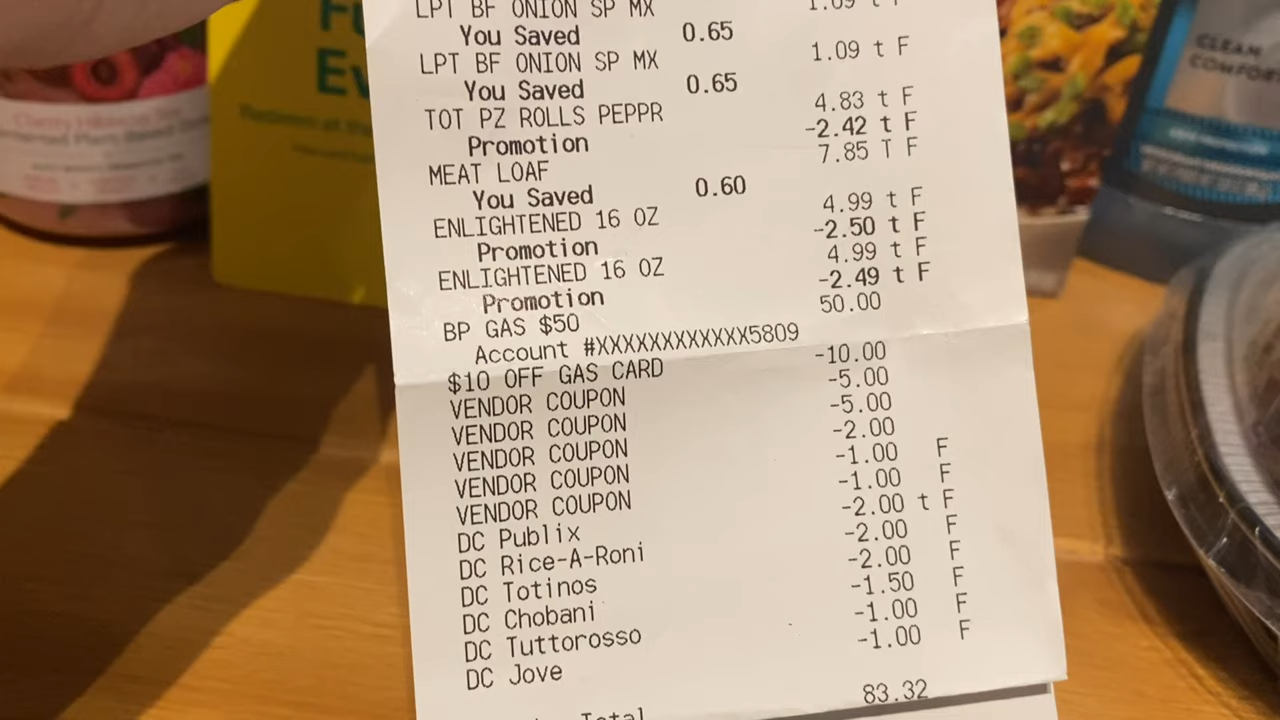 LPT BF ONION SP MX 1.09 t F
You Saved 0.65
LPT BF ONION SP MX 1.09 t F
You Saved 0.65
TOT PZ ROLLS PEPPR 4.83 t F
Promotion -2.42 t F
MEAT LOAF 7.85 T F
You Saved 0.60
ENLIGHTENED 16 OZ 4.99 t F
Promotion -2.50 t F
ENLIGHTENED 16 OZ 4.99 t F
Promotion -2.49 t F
BP GAS $50 50.00
Account #XXXXXXXXXXXX5809
$10 OFF GAS CARD -10.00
VENDOR COUPON -5.00
VENDOR COUPON -5.00
VENDOR COUPON -2.00
VENDOR COUPON -1.00 F
VENDOR COUPON -1.00 F
DC Publix -2.00 t F
DC Rice-A-Roni -2.00 F
DC Totinos -2.00 F
DC Chobani -1.50 F
DC Tuttorosso -1.00 F
DC Jove -1.00 F
Total 83.32
CLEAN